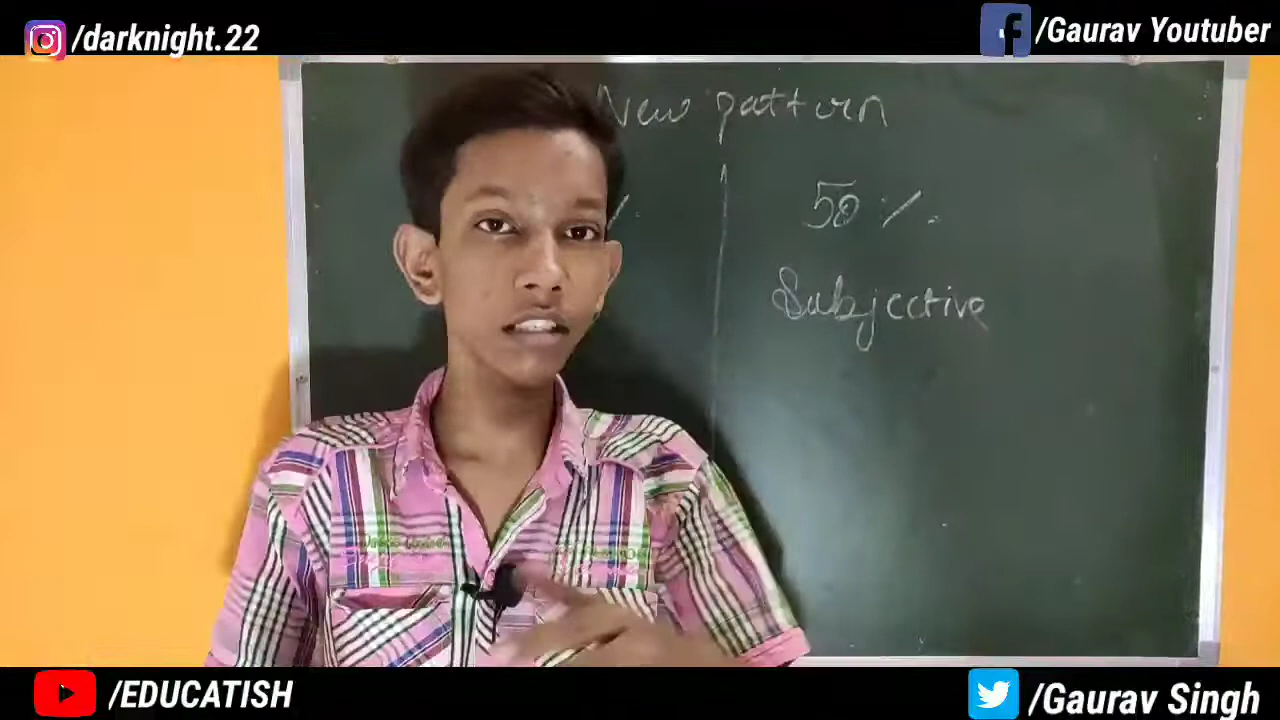 /darknight.22
/Gaurav Youtuber
New pattern
50 %
Subjective
/EDUCATISH
/Gaurav Singh